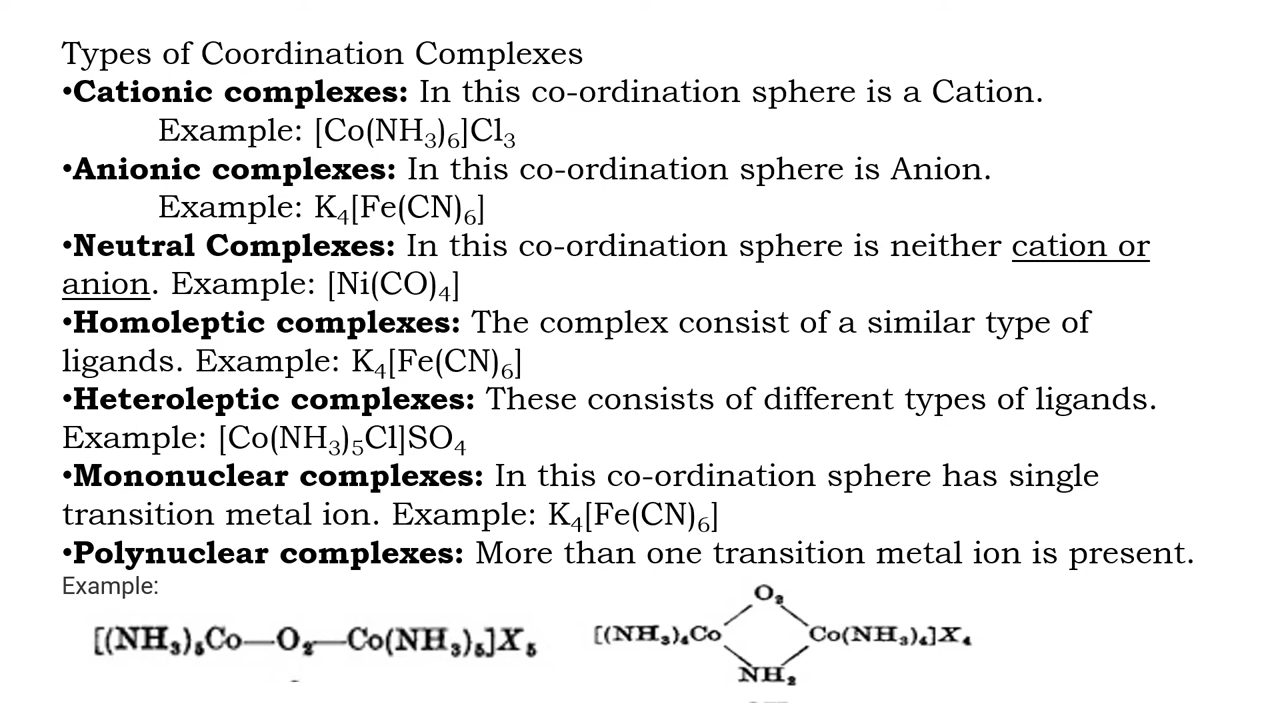 Types of Coordination Complexes
•Cationic complexes: In this co-ordination sphere is a Cation.
Example: [Co(NH₃)₆]Cl₃
•Anionic complexes: In this co-ordination sphere is Anion.
Example: K₄[Fe(CN)₆]
•Neutral Complexes: In this co-ordination sphere is neither cation or
anion. Example: [Ni(CO)₄]
•Homoleptic complexes: The complex consist of a similar type of
ligands. Example: K₄[Fe(CN)₆]
•Heteroleptic complexes: These consists of different types of ligands.
Example: [Co(NH₃)₅Cl]SO₄
•Mononuclear complexes: In this co-ordination sphere has single
transition metal ion. Example: K₄[Fe(CN)₆]
•Polynuclear complexes: More than one transition metal ion is present.
Example:
[(NH₃)₅Co—O₂—Co(NH₃)₅]X₅
O₂
[(NH₃)₄Co Co(NH₃)₄]X₄
NH₂